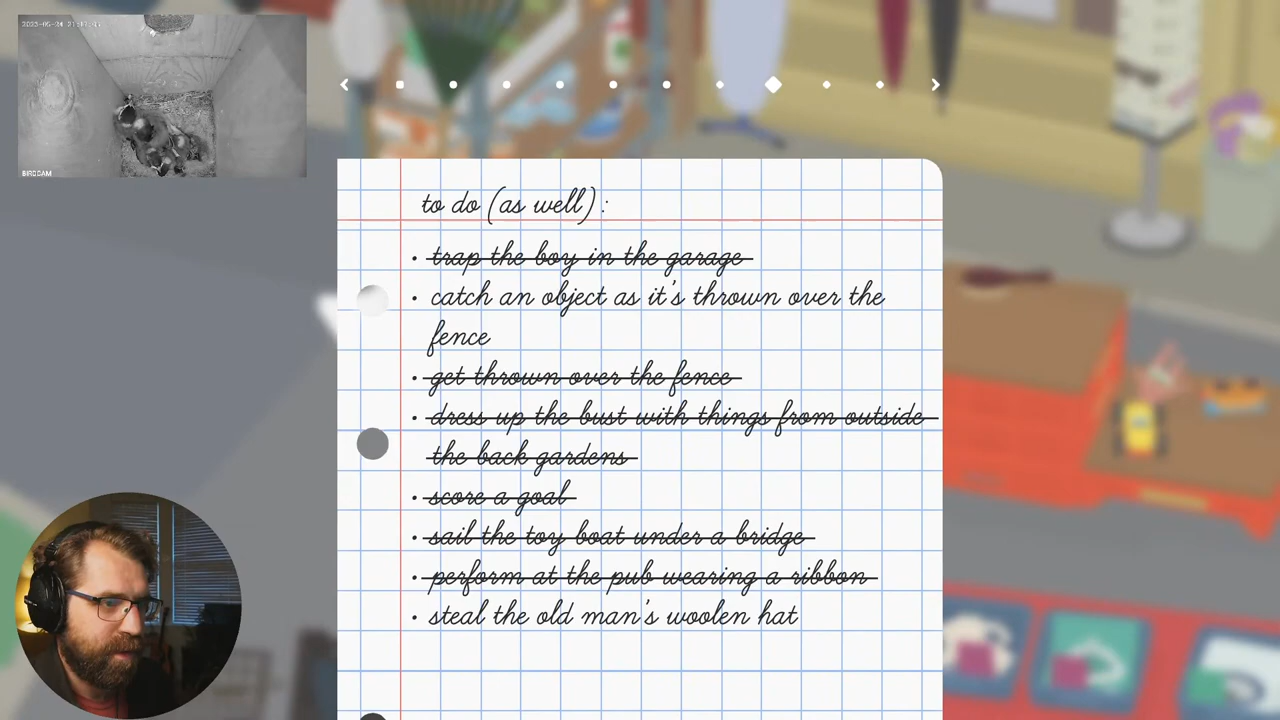 to do (as well):
• trap the boy in the garage
• catch an object as it's thrown over the
fence
• get thrown over the fence
• dress up the bust with things from outside
the back gardens
• score a goal
• sail the toy boat under a bridge
• perform at the pub wearing a ribbon
• steal the old man's woolen hat
BIRDCAM